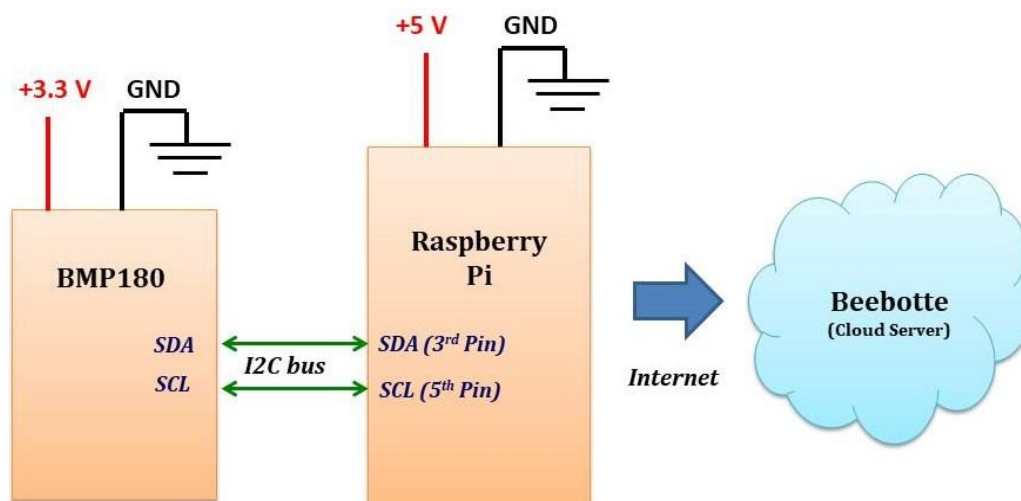 +3.3 V
GND
BMP180
SDA
SCL
I2C bus
+5 V
GND
Raspberry
Pi
SDA (3rd Pin)
SCL (5th Pin)
Internet
Beebotte
(Cloud Server)